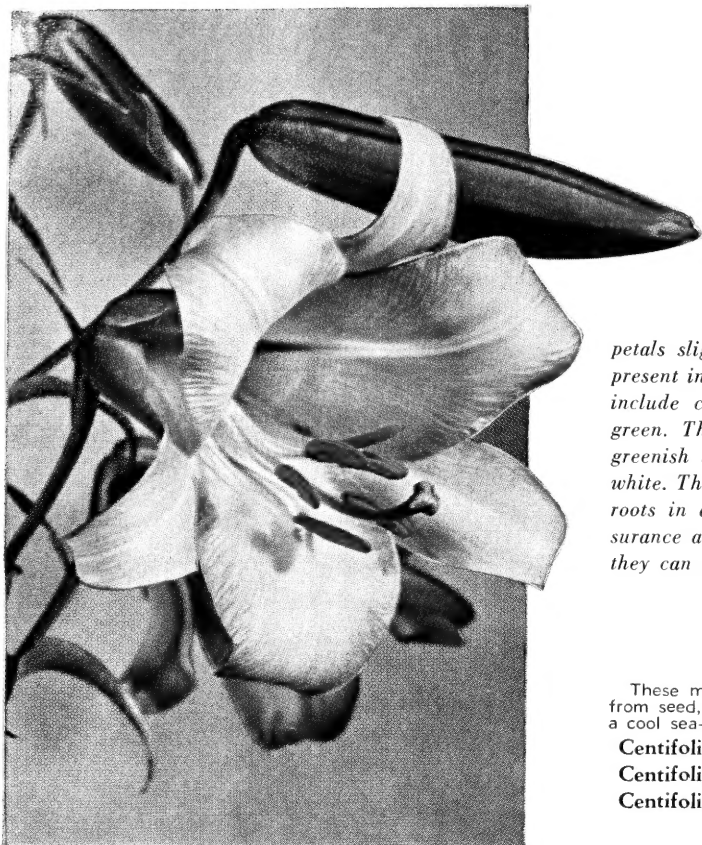 petals slig
present in
include c
green. Th
greenish
white. Th
roots in
surance a
they can
These m
from seed,
a cool sea-
Centifoli
Centifoli
Centifoli